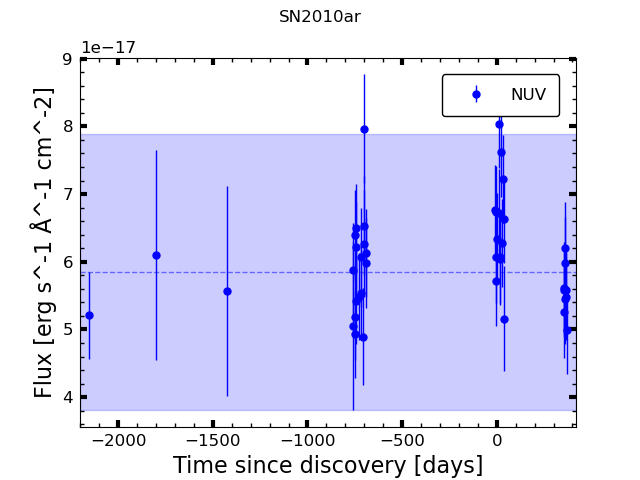 SN2010ar
1e−17
NUV
9
8
7
6
5
4
Flux [erg s^-1 Å^-1 cm^-2]
−2000 −1500 −1000 −500 0
Time since discovery [days]